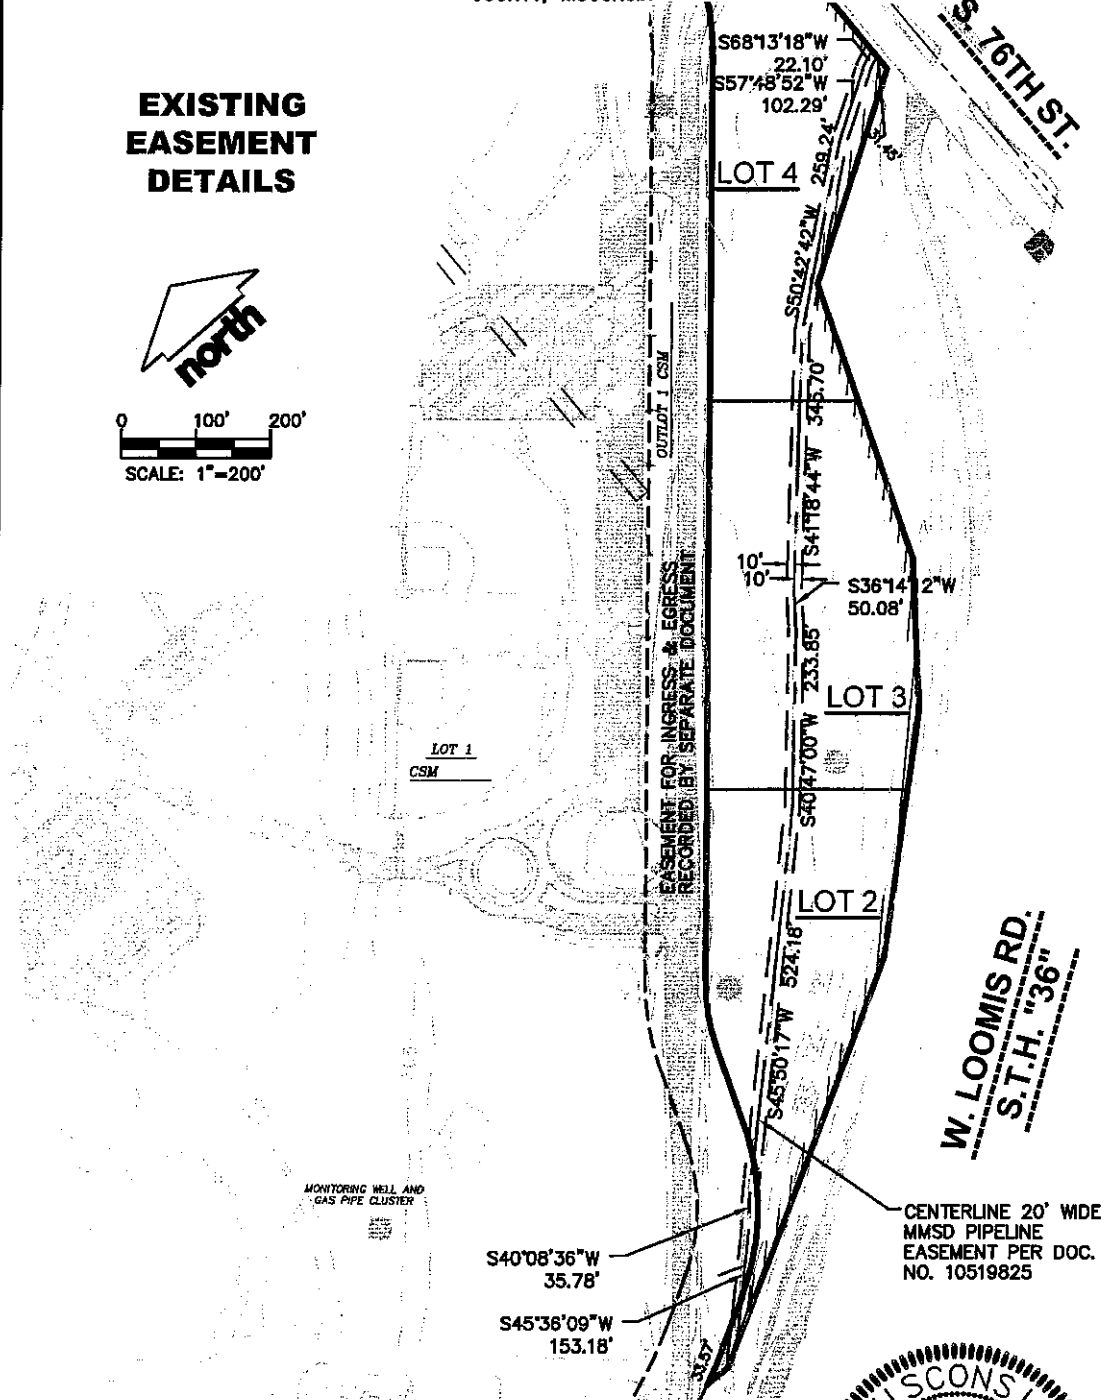 EXISTING
EASEMENT
DETAILS
north
0 100' 200'
SCALE: 1"=200'
S. 76TH ST.
S68°13'18"W
22.10'
S57°48'52"W
102.29'
LOT 4
259.24'
S50°42'42"W
OUTLOT 1 CSM
345.70'
S41°18'44"W
10'
10'
S36°14'12"W
50.08'
EASEMENT FOR INGRESS & EGRESS
RECORDED BY SEPARATE DOCUMENT
233.85'
S40°47'00"W
LOT 3
LOT 1
CSM
LOT 2
524.18'
S45°50'17"W
W. LOOMIS RD.
S.T.H. "36"
MONITORING WELL AND
GAS PIPE CLUSTER
CENTERLINE 20' WIDE
MMSD PIPELINE
EASEMENT PER DOC.
NO. 10519825
S40°08'36"W
35.78'
S45°36'09"W
153.18'
33.57'